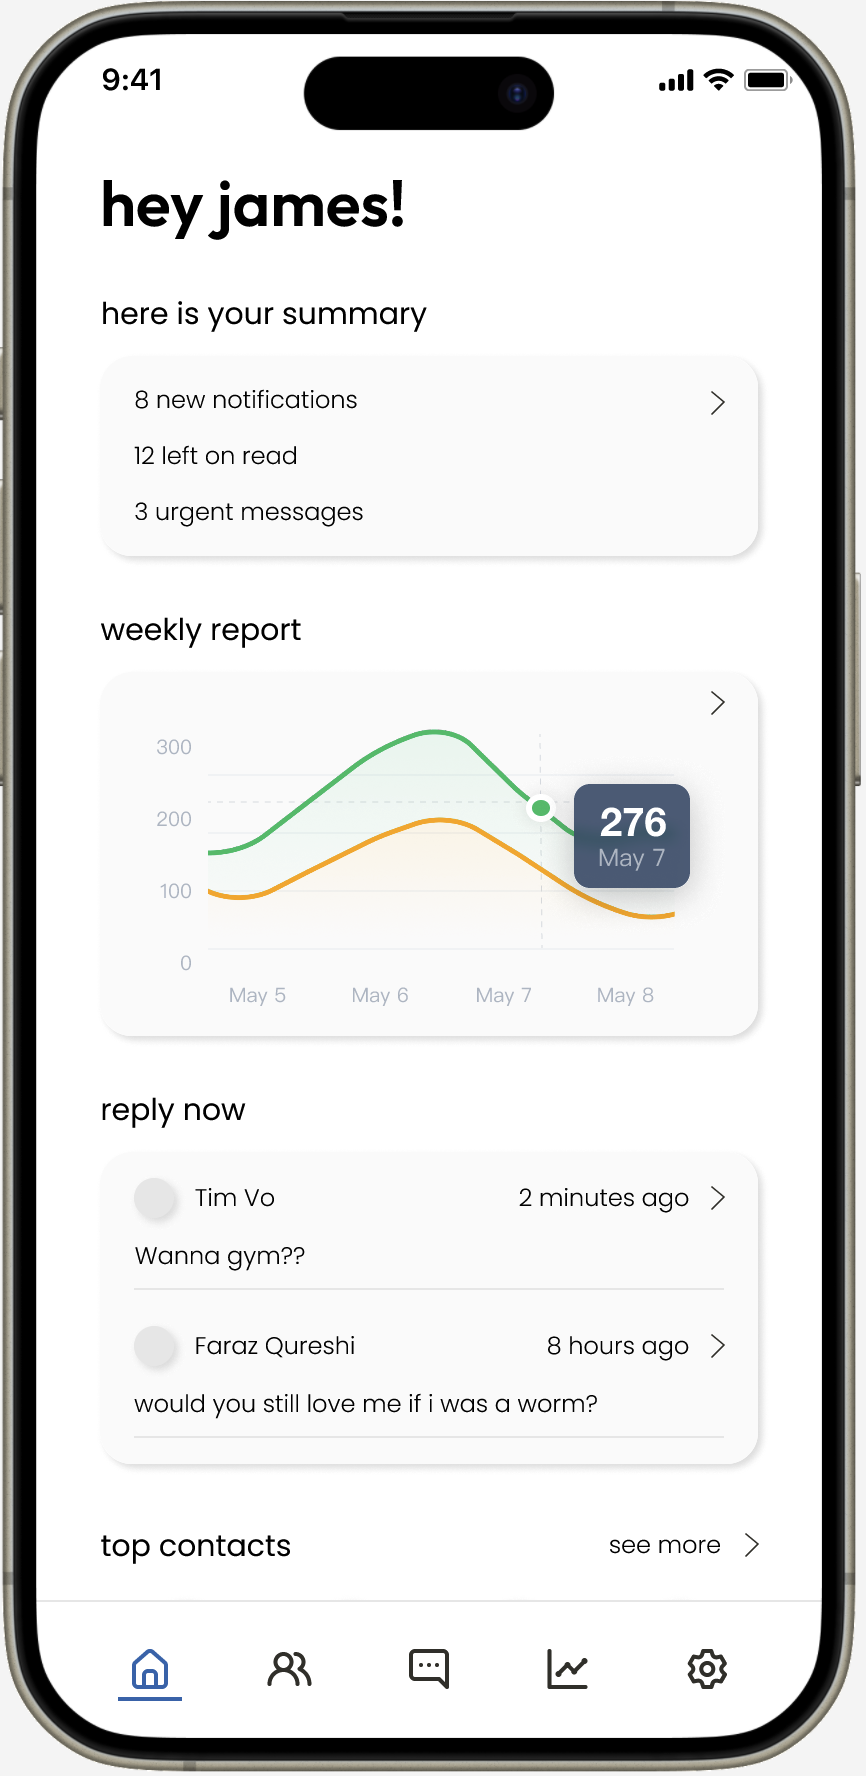 9:41
hey james!
here is your summary
8 new notifications
12 left on read
3 urgent messages
weekly report
300
200
100
0
276
May 7
May 5 May 6 May 7 May 8
reply now
Tim Vo 2 minutes ago
Wanna gym??
Faraz Qureshi 8 hours ago
would you still love me if i was a worm?
top contacts see more